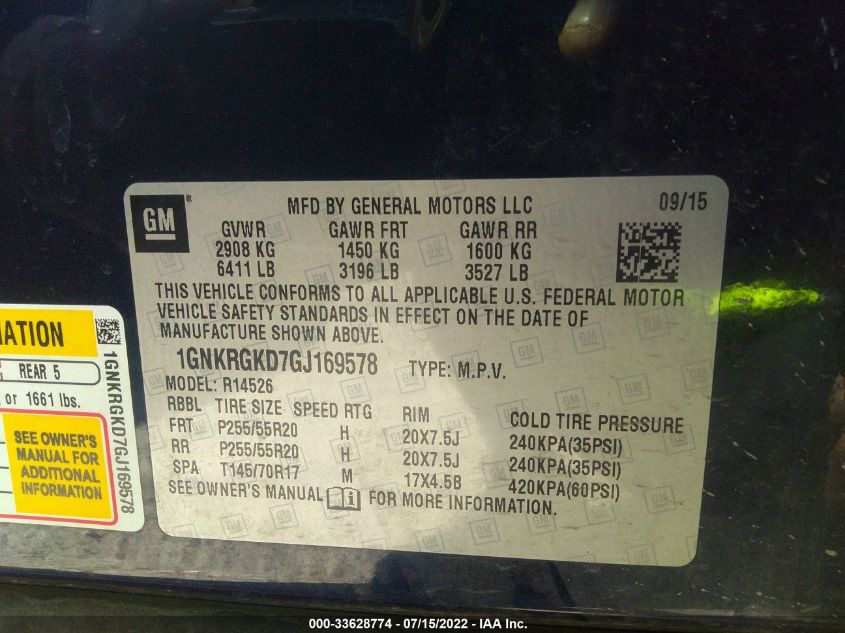 GM
MFD BY GENERAL MOTORS LLC
09/15
GVWR GAWR FRT GAWR RR
2908 KG 1450 KG 1600 KG
6411 LB 3196 LB 3527 LB
THIS VEHICLE CONFORMS TO ALL APPLICABLE U.S. FEDERAL MOTOR
VEHICLE SAFETY STANDARDS IN EFFECT ON THE DATE OF
MANUFACTURE SHOWN ABOVE.
1GNKRGKD7GJ169578 TYPE: M.P.V.
MODEL: R14526
RBBL TIRE SIZE SPEED RTG RIM COLD TIRE PRESSURE
FRT P255/55R20 H 20X7.5J 240KPA(35PSI)
RR P255/55R20 H 20X7.5J 240KPA(35PSI)
SPA T145/70R17 M 17X4.5B 420KPA(60PSI)
SEE OWNER'S MANUAL FOR MORE INFORMATION.
MATION
REAR 5
or 1661 lbs.
SEE OWNER'S
MANUAL FOR
ADDITIONAL
INFORMATION
1GNKRGKD7GJ169578
000-33628774 - 07/15/2022 - IAA Inc.